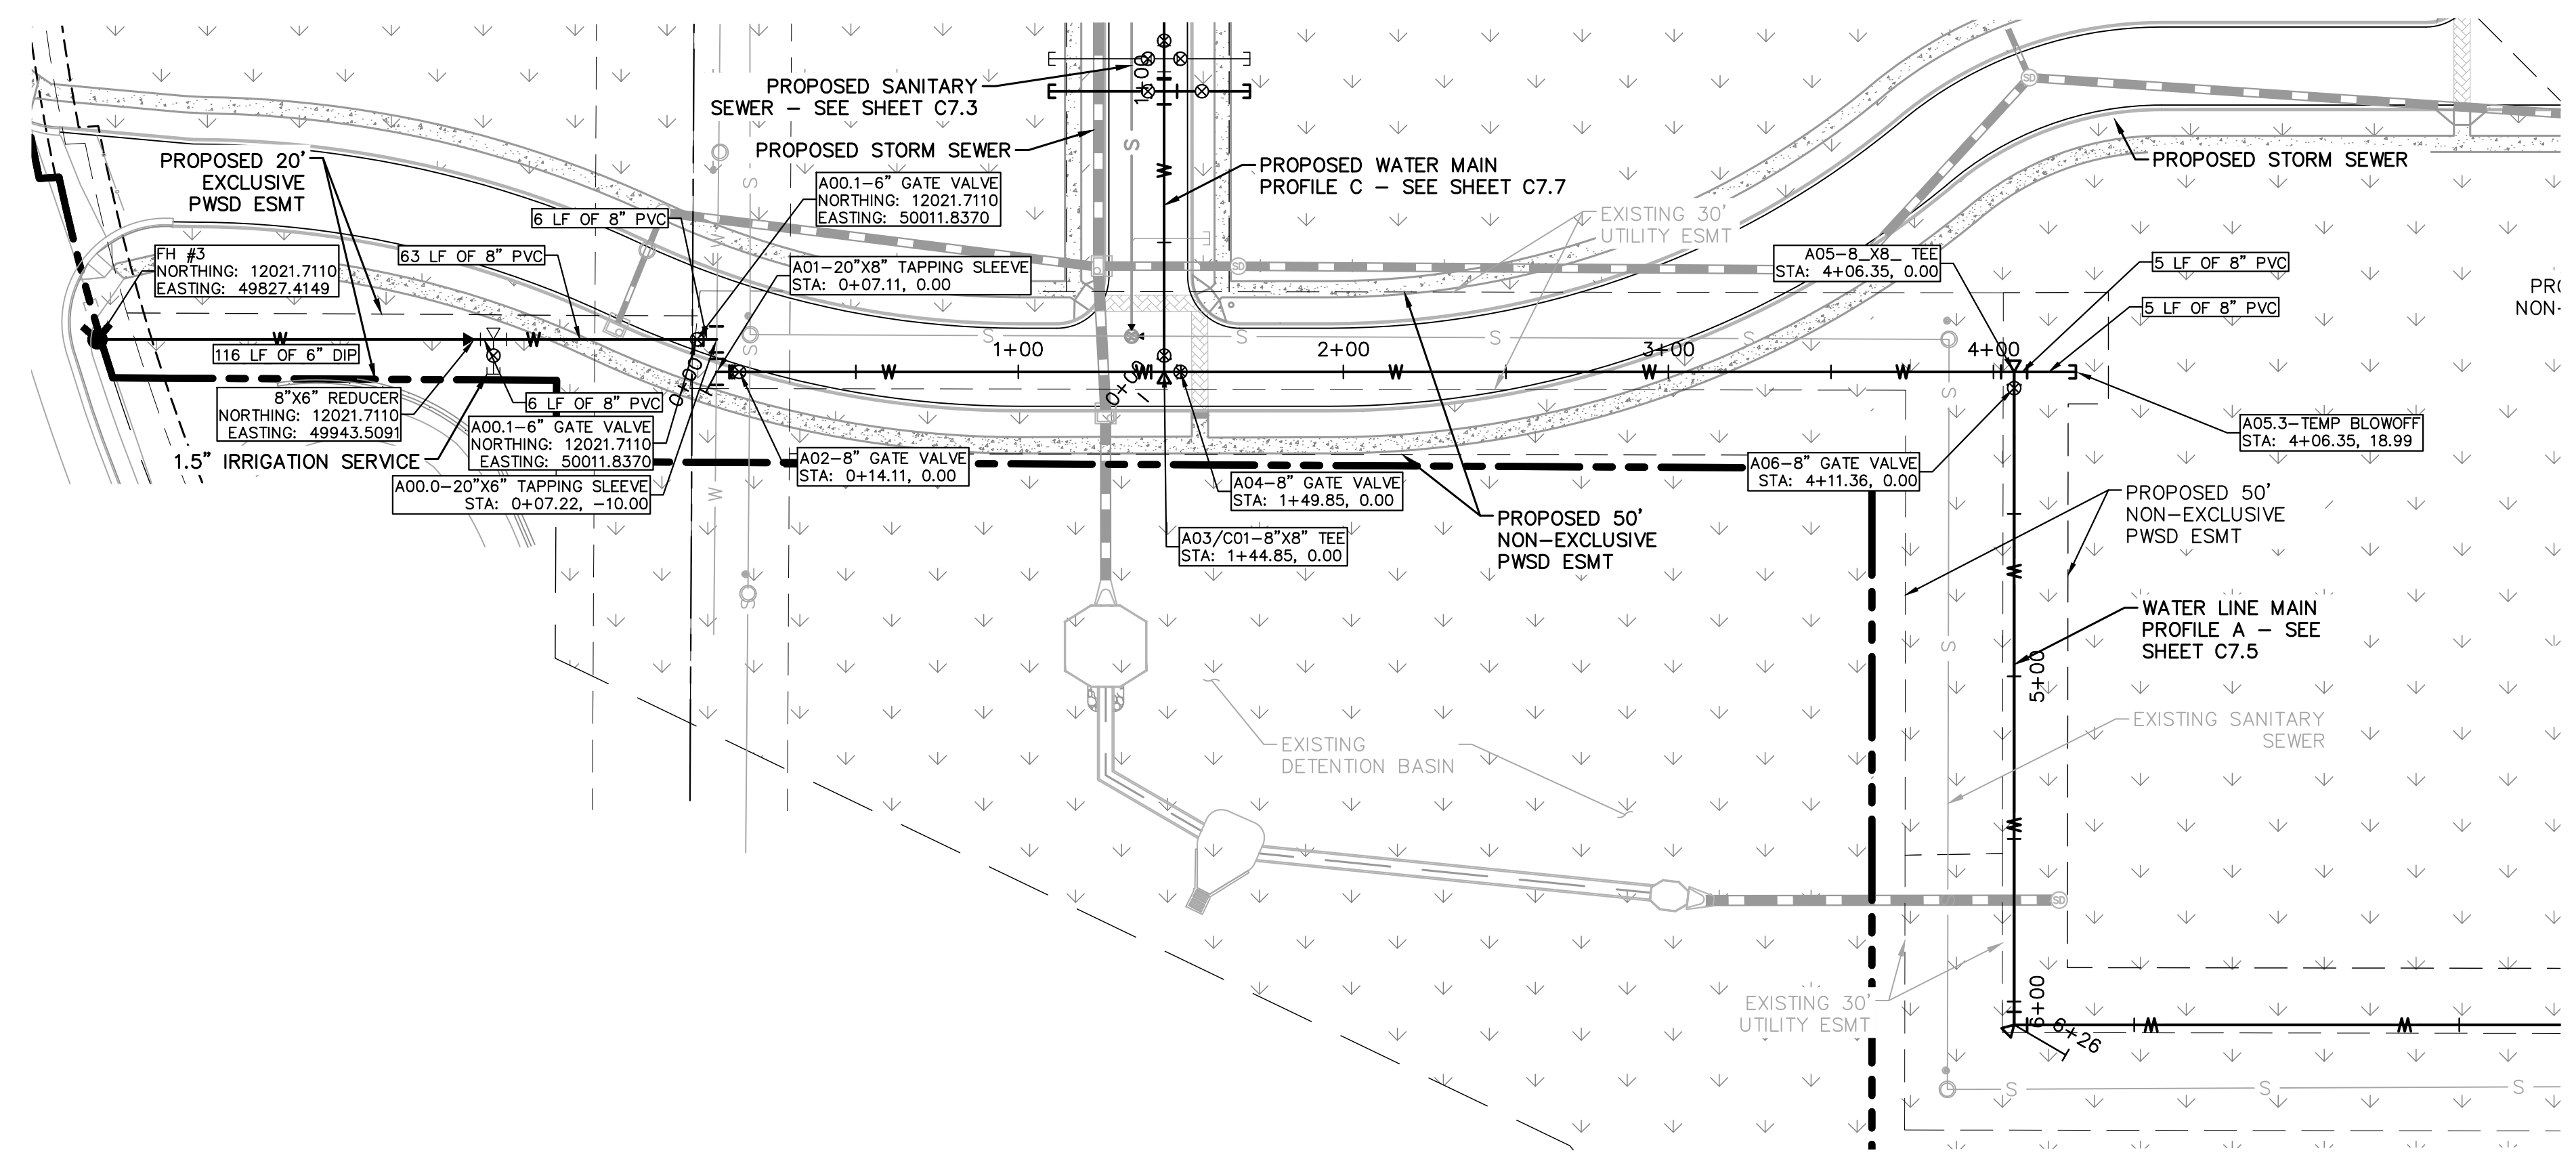 PROPOSED SANITARY
SEWER – SEE SHEET C7.3
PROPOSED STORM SEWER
PROPOSED 20'
EXCLUSIVE
PWSD ESMT
6 LF OF 8" PVC
A00.1–6" GATE VALVE
NORTHING: 12021.7110
EASTING: 50011.8370
1+00
S
W
PROPOSED WATER MAIN
PROFILE C – SEE SHEET C7.7
EXISTING 30'
UTILITY ESMT
SD
PROPOSED STORM SEWER
FH #3
NORTHING: 12021.7110
EASTING: 49827.4149
63 LF OF 8" PVC
A01–20"X8" TAPPING SLEEVE
STA: 0+07.11, 0.00
SD
A05–8_X8_ TEE
STA: 4+06.35, 0.00
5 LF OF 8" PVC
5 LF OF 8" PVC
PRO
NON–
S
W
S
W
W
116 LF OF 6" DIP
S
S
S
S
S
1+00
2+00
3+00
4+00
0+00
W
W
W
W
W
0+00
1
S
8"X6" REDUCER
NORTHING: 12021.7110
EASTING: 49943.5091
6 LF OF 8" PVC
A00.1–6" GATE VALVE
NORTHING: 12021.7110
EASTING: 50011.8370
1.5" IRRIGATION SERVICE
A00.0–20"X6" TAPPING SLEEVE
STA: 0+07.22, –10.00
A02–8" GATE VALVE
STA: 0+14.11, 0.00
A04–8" GATE VALVE
STA: 1+49.85, 0.00
A03/C01–8"X8" TEE
STA: 1+44.85, 0.00
PROPOSED 50'
NON–EXCLUSIVE
PWSD ESMT
A06–8" GATE VALVE
STA: 4+11.36, 0.00
A05.3–TEMP BLOWOFF
STA: 4+06.35, 18.99
PROPOSED 50'
NON–EXCLUSIVE
PWSD ESMT
W
S
W
WATER LINE MAIN
PROFILE A – SEE
SHEET C7.5
S
5+00
EXISTING SANITARY
SEWER
EXISTING
DETENTION BASIN
W
SD
EXISTING 30'
UTILITY ESMT
6+00
6+26
W
W
S
S
S